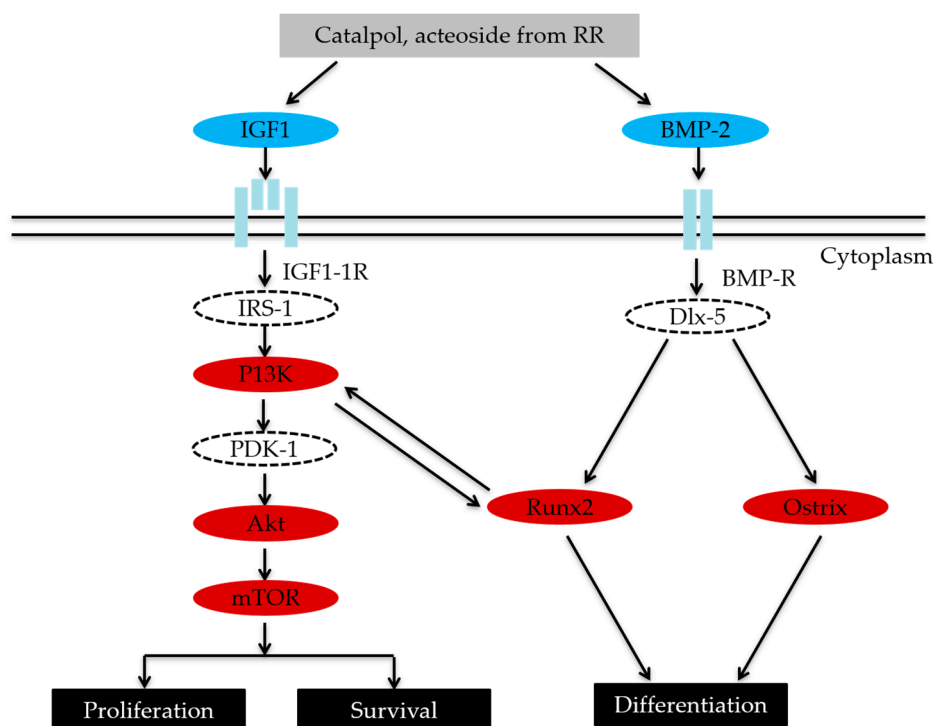 Catalpol, acteoside from RR
IGF1
BMP-2
Cytoplasm
IGF1-1R
BMP-R
IRS-1
Dlx-5
P13K
PDK-1
Runx2
Ostrix
Akt
mTOR
Proliferation
Survival
Differentiation